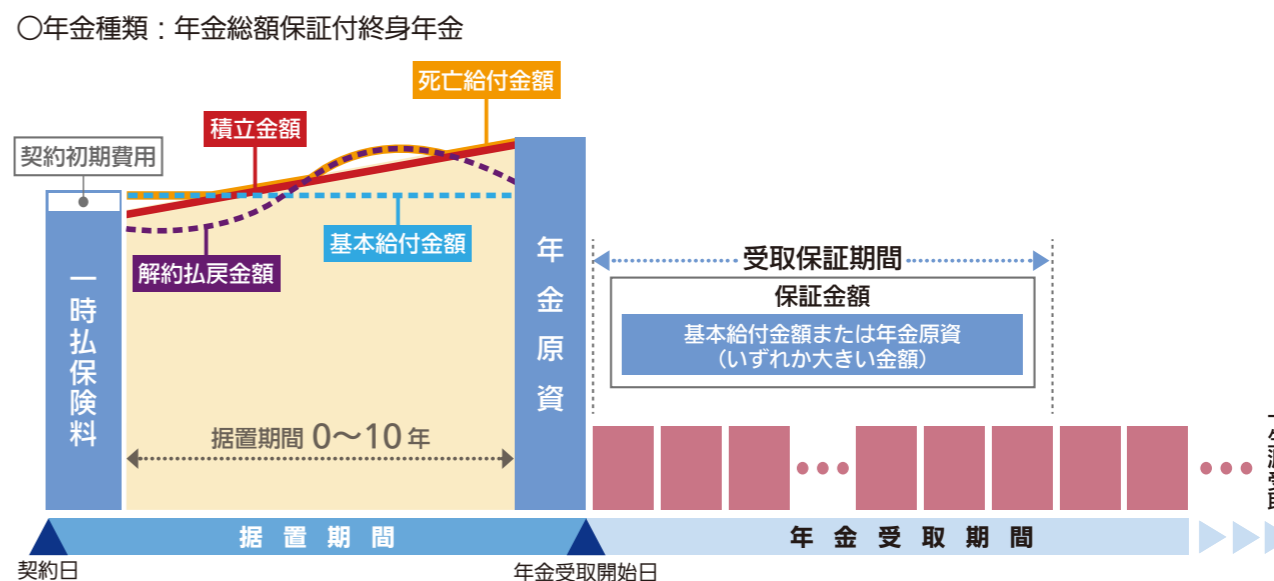 〇年金種類：年金総額保証付終身年金
死亡給付金額
積立金額
契約初期費用
基本給付金額
解約払戻金額
一時払保険料
年金原資
受取保証期間
保証金額
基本給付金額または年金原資
（いずれか大きい金額）
据置期間 0〜10 年
据置期間
年金受取期間
契約日
年金受取開始日